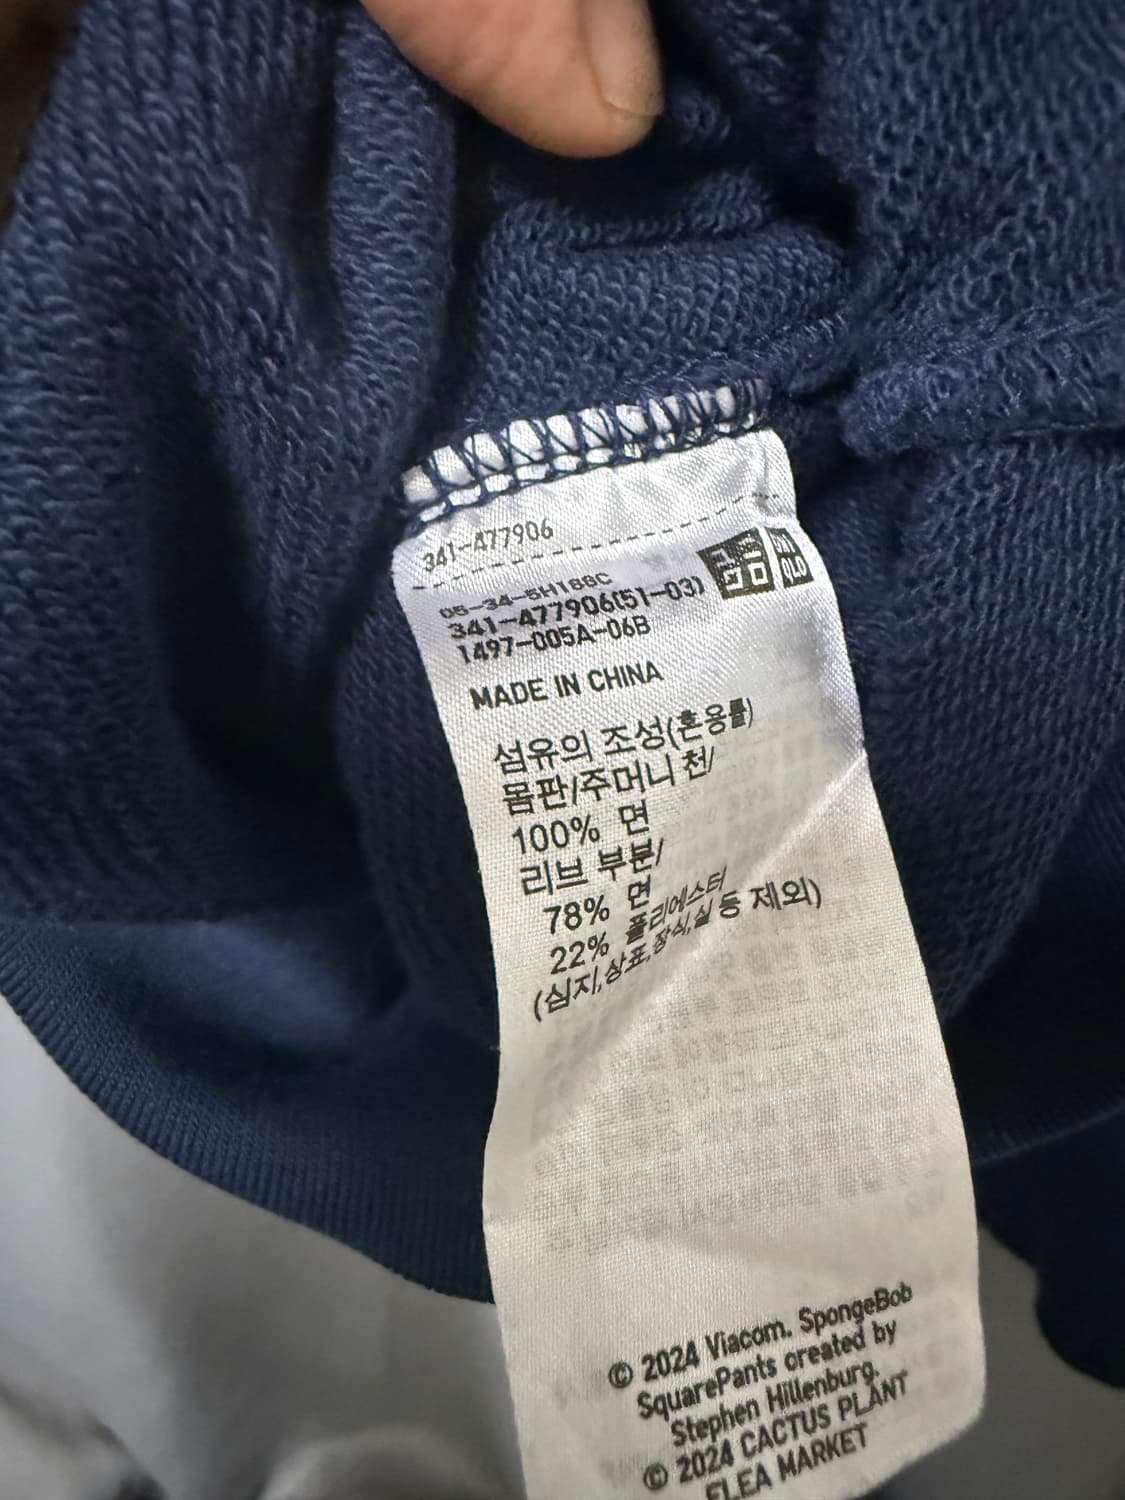 341-477906
05-34-5H188C
341-477906(51-03)
1497-005A-06B
MADE IN CHINA
섬유의 조성(혼용률)
몸판/주머니 천/
100% 면
리브 부분/
78% 면
22% 폴리에스터
(심지,상표,장식,실 등 제외)
© 2024 Viacom. SpongeBob
SquarePants created by
Stephen Hillenburg.
© 2024 CACTUS PLANT
FLEA MARKET